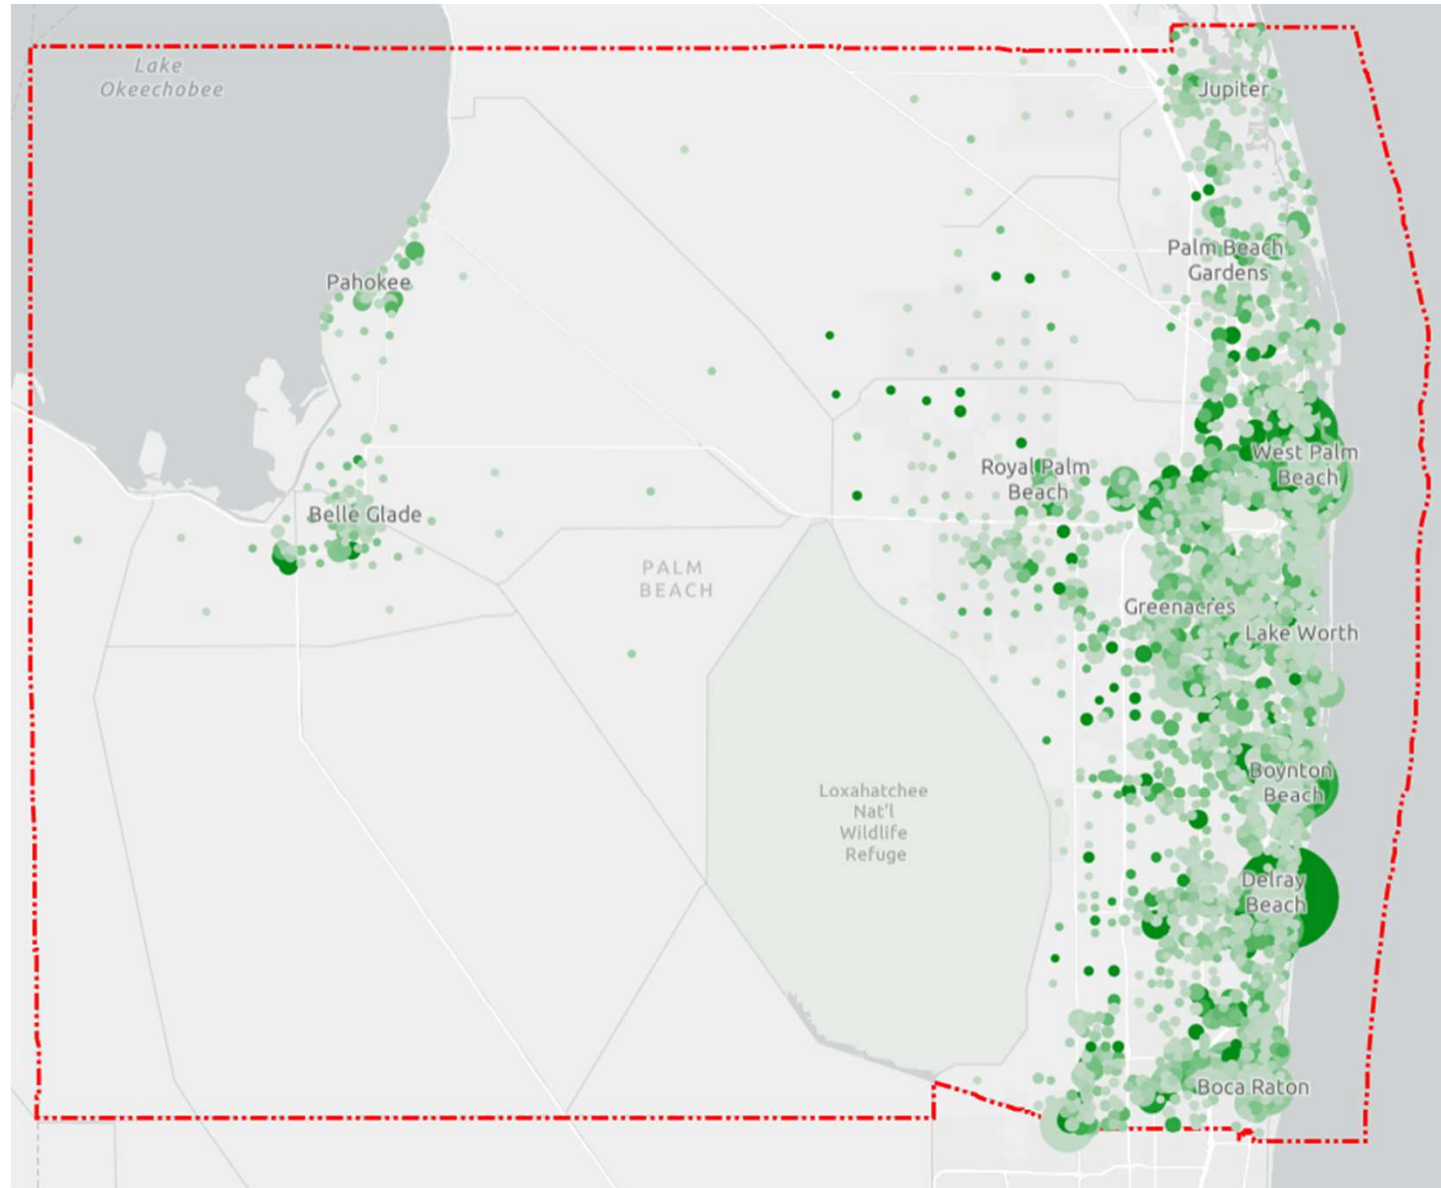 Lake
Okeechobee
Jupiter
Palm Beach
Gardens
Pahokee
West Palm
Beach
Royal Palm
Beach
Belle Glade
PALM
BEACH
Greenacres
Lake Worth
Boynton
Beach
Loxahatchee
Nat'l
Wildlife
Refuge
Delray
Beach
Boca Raton